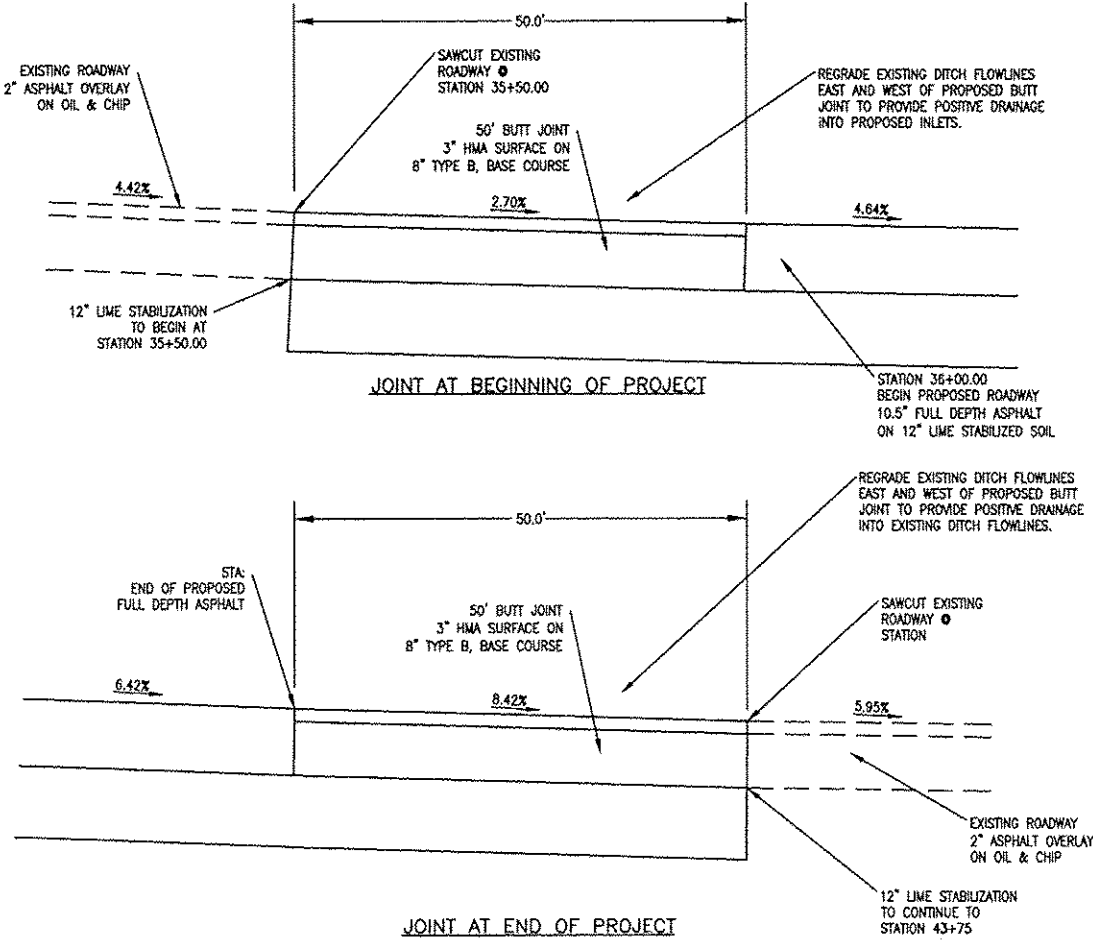 50.0'
EXISTING ROADWAY
2" ASPHALT OVERLAY
ON OIL & CHIP
SAWCUT EXISTING
ROADWAY @
STATION 35+50.00
REGRADE EXISTING DITCH FLOWLINES
EAST AND WEST OF PROPOSED BUTT
JOINT TO PROVIDE POSITIVE DRAINAGE
INTO PROPOSED INLETS.
50' BUTT JOINT
3" HMA SURFACE ON
8" TYPE B, BASE COURSE
4.42%
2.70%
4.64%
12" LIME STABILIZATION
TO BEGIN AT
STATION 35+50.00
JOINT AT BEGINNING OF PROJECT
STATION 36+00.00
BEGIN PROPOSED ROADWAY
10.5" FULL DEPTH ASPHALT
ON 12" LIME STABILIZED SOIL
REGRADE EXISTING DITCH FLOWLINES
EAST AND WEST OF PROPOSED BUTT
JOINT TO PROVIDE POSITIVE DRAINAGE
INTO EXISTING DITCH FLOWLINES.
50.0'
STA:
END OF PROPOSED
FULL DEPTH ASPHALT
50' BUTT JOINT
3" HMA SURFACE ON
8" TYPE B, BASE COURSE
SAWCUT EXISTING
ROADWAY @
STATION
6.42%
8.42%
5.95%
EXISTING ROADWAY
2" ASPHALT OVERLAY
ON OIL & CHIP
12" LIME STABILIZATION
TO CONTINUE TO
STATION 43+75
JOINT AT END OF PROJECT